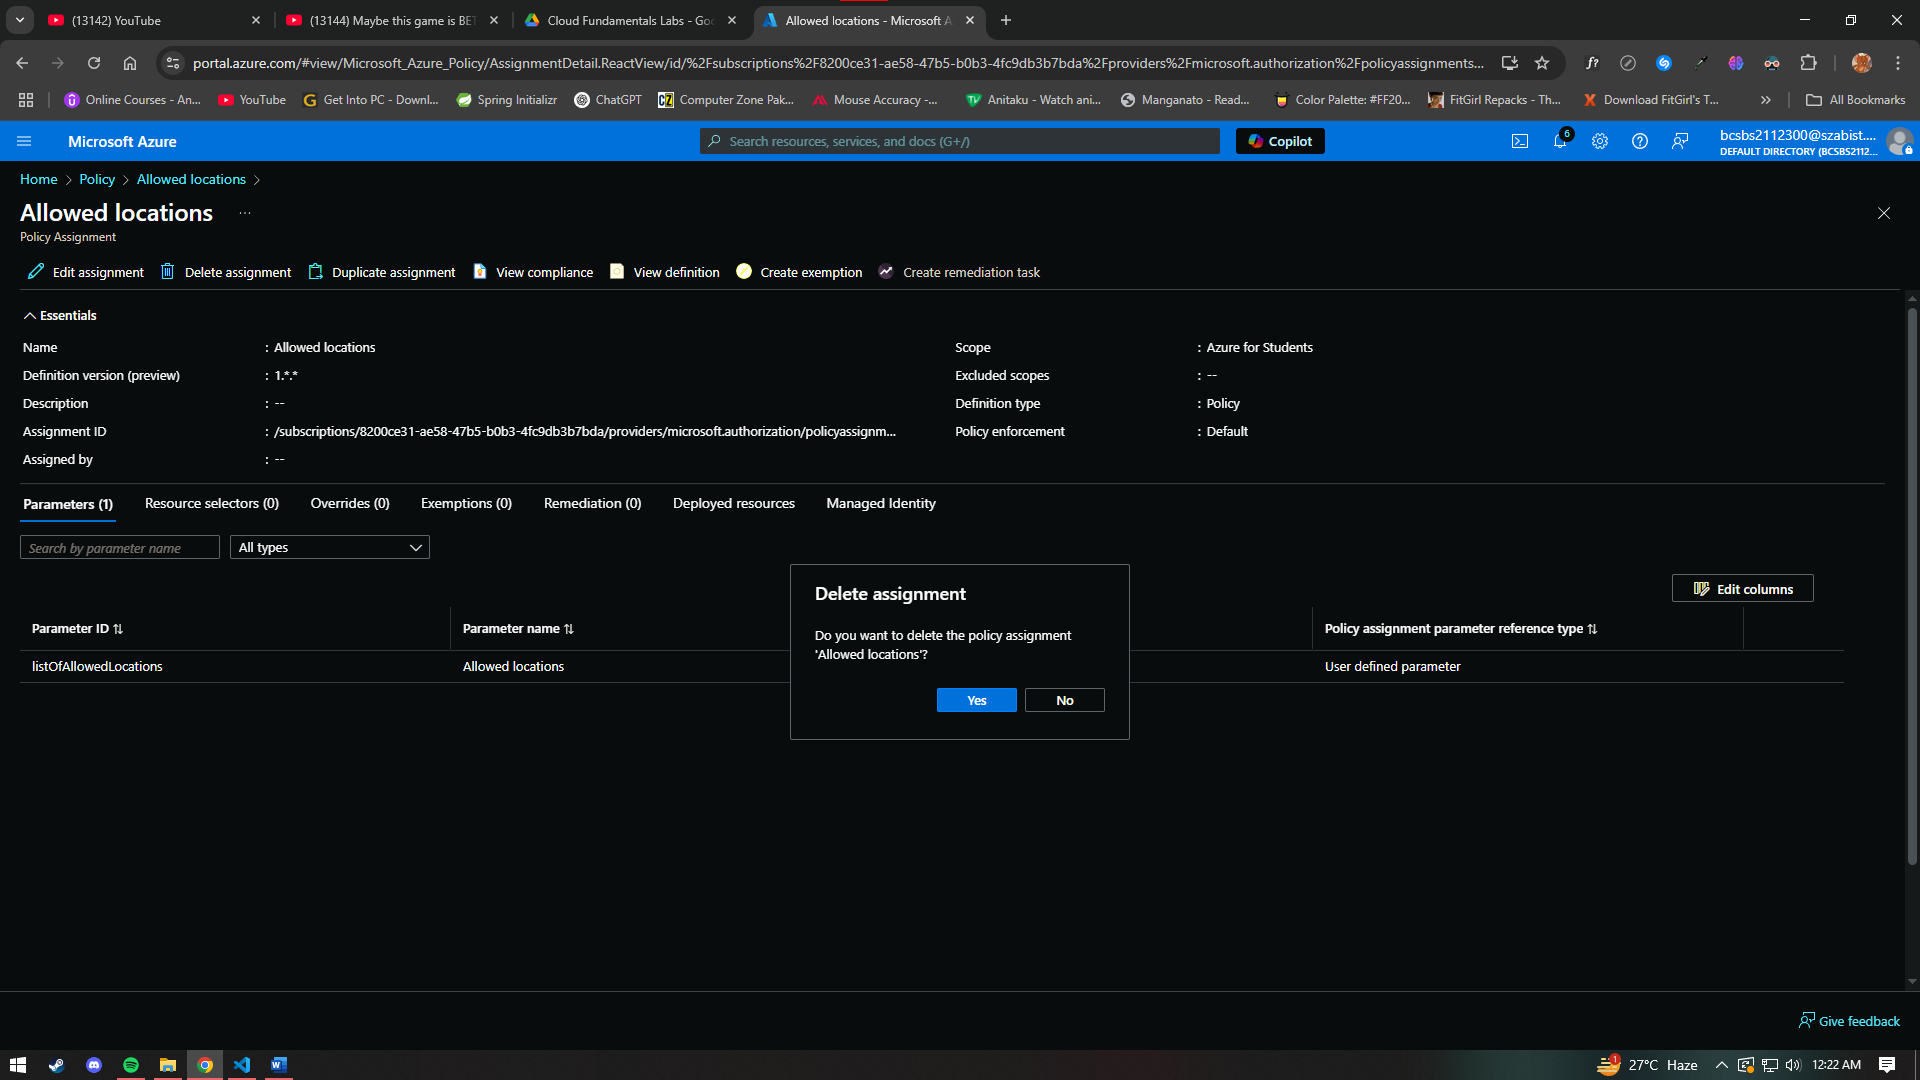 (13142) YouTube
(13144) Maybe this game is BET
Cloud Fundamentals Labs - Goo
Allowed locations - Microsoft A
portal.azure.com/#view/Microsoft_Azure_Policy/AssignmentDetail.ReactView/id/%2Fsubscriptions%2F8200ce31-ae58-47b5-b0b3-4fc9db3b7bda%2Fproviders%2Fmicrosoft.authorization%2Fpolicyassignments...
f?
Online Courses - An...
YouTube
Get Into PC - Downl...
Spring Initializr
ChatGPT
Computer Zone Pak...
Mouse Accuracy -...
Anitaku - Watch ani...
Manganato - Read...
Color Palette: #FF20...
FitGirl Repacks - Th...
Download FitGirl's T...
All Bookmarks
Microsoft Azure
Search resources, services, and docs (G+/)
Copilot
6
bcsbs2112300@szabist....
DEFAULT DIRECTORY (BCSBS2112...
Home > Policy > Allowed locations >
Allowed locations ...
Policy Assignment
Edit assignment
Delete assignment
Duplicate assignment
View compliance
View definition
Create exemption
Create remediation task
Essentials
Name : Allowed locations
Scope : Azure for Students
Definition version (preview) : 1.*.*
Excluded scopes : --
Description : --
Definition type : Policy
Assignment ID : /subscriptions/8200ce31-ae58-47b5-b0b3-4fc9db3b7bda/providers/microsoft.authorization/policyassignm...
Policy enforcement : Default
Assigned by : --
Parameters (1)
Resource selectors (0)
Overrides (0)
Exemptions (0)
Remediation (0)
Deployed resources
Managed Identity
Search by parameter name
All types
Edit columns
Parameter ID
Parameter name
Policy assignment parameter reference type
listOfAllowedLocations
Allowed locations
User defined parameter
Delete assignment
Do you want to delete the policy assignment
'Allowed locations'?
Yes
No
Give feedback
1
27°C Haze
12:22 AM